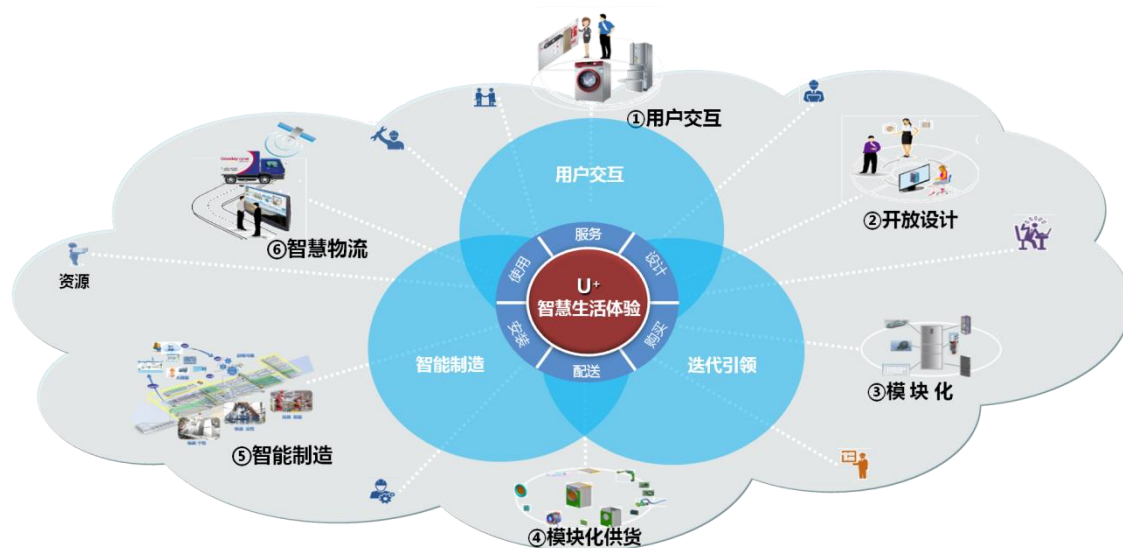 ①用户交互
用户交互
②开放设计
⑥智慧物流
服务
使用
设计
U+
智慧生活体验
资源
安装
购买
智能制造
迭代引领
配送
③模 块 化
⑤智能制造
④模块化供货